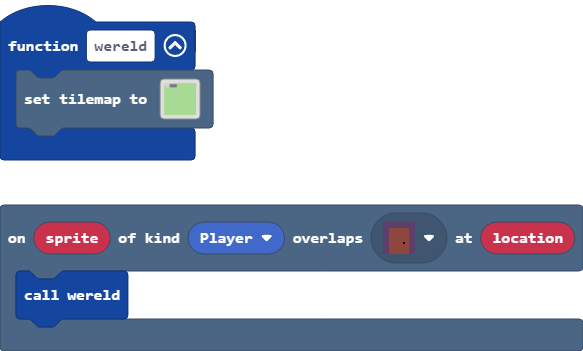 function wereld
set tilemap to
on sprite of kind Player overlaps at location
call wereld